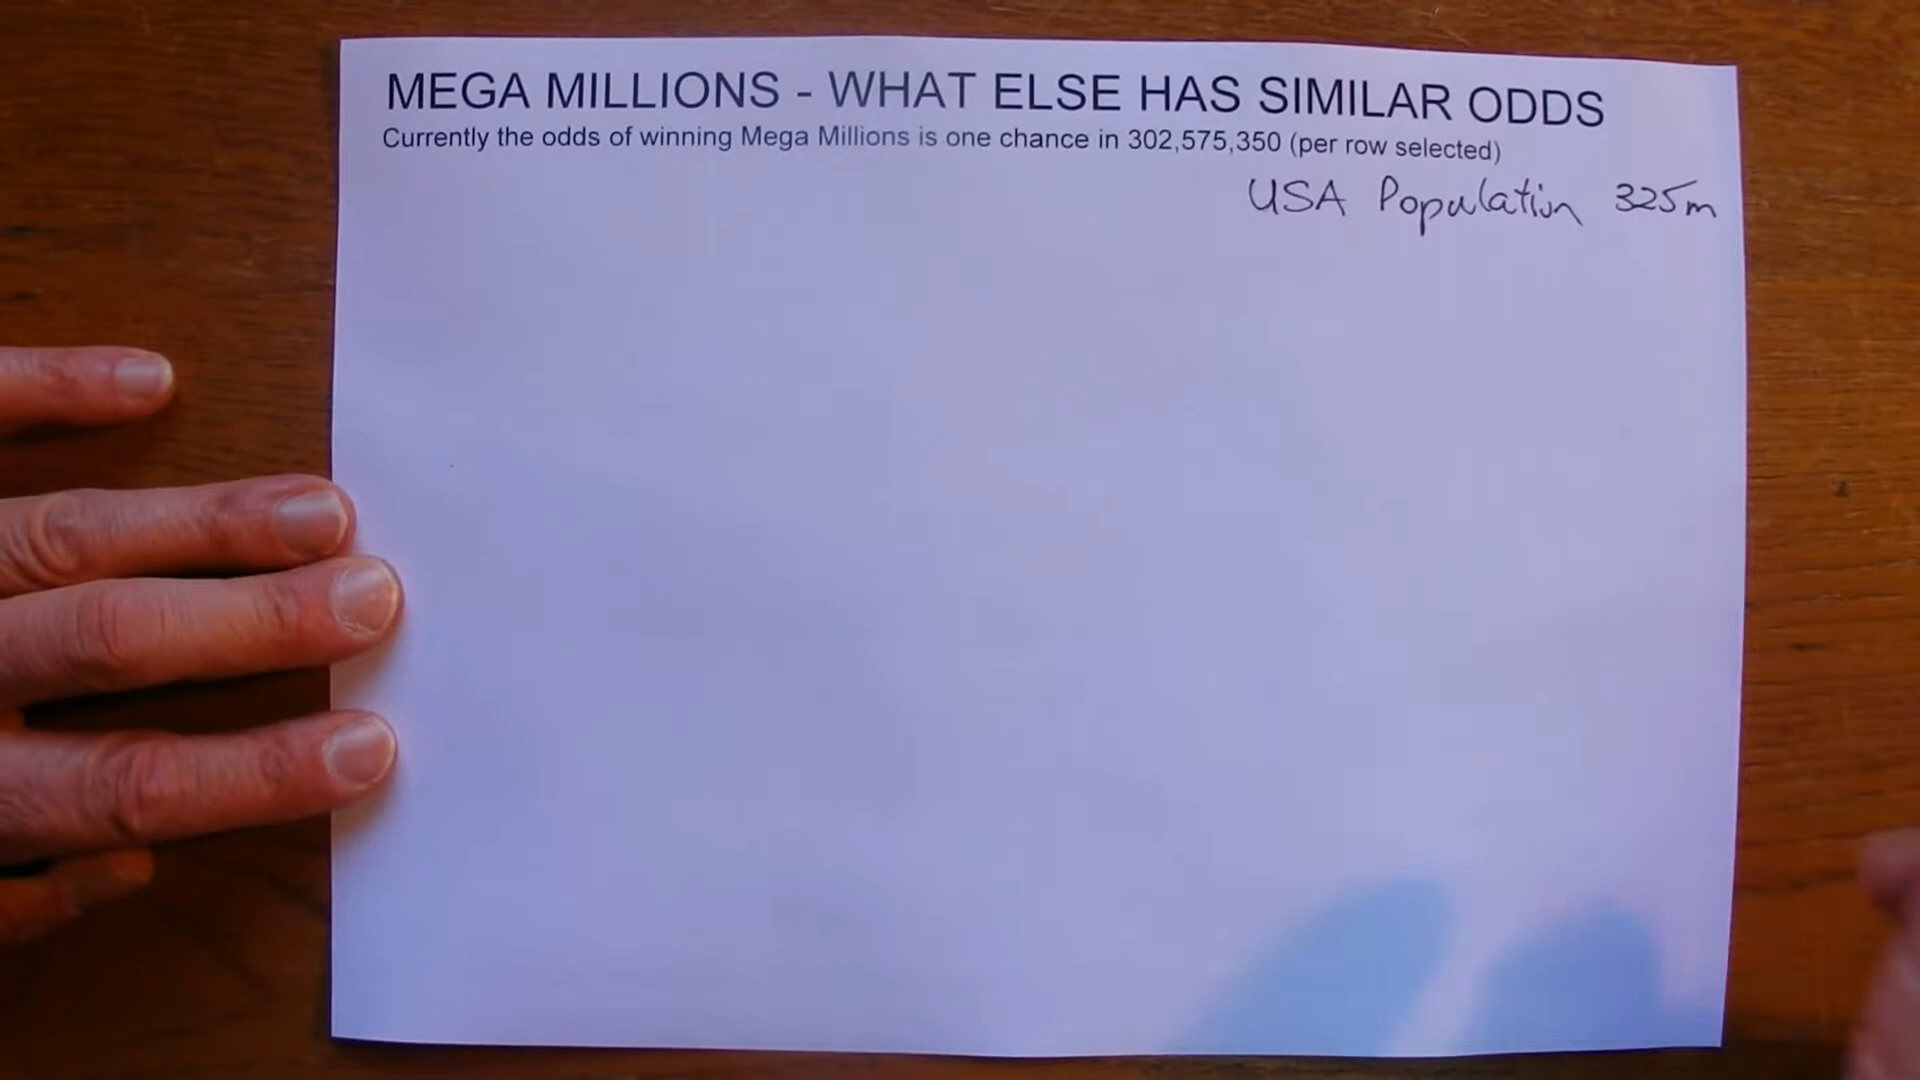 MEGA MILLIONS - WHAT ELSE HAS SIMILAR ODDS
Currently the odds of winning Mega Millions is one chance in 302,575,350 (per row selected)
USA Population 325m